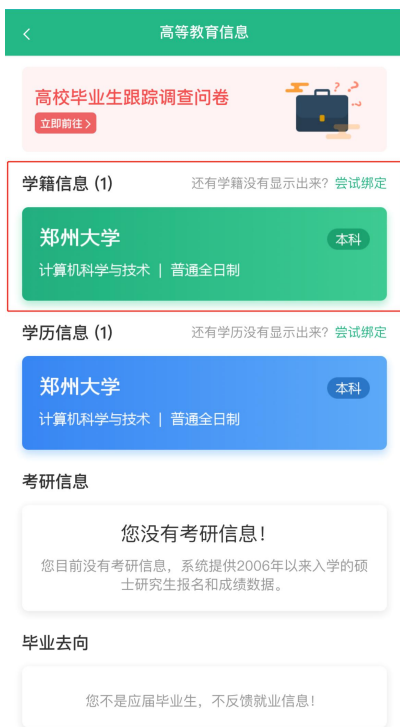 高等教育信息
高校毕业生跟踪调查问卷
立即前往>
学籍信息 (1) 还有学籍没有显示出来？尝试绑定
郑州大学 本科
计算机科学与技术 | 普通全日制
学历信息 (1) 还有学历没有显示出来？尝试绑定
郑州大学 本科
计算机科学与技术 | 普通全日制
考研信息
您没有考研信息！
您目前没有考研信息，系统提供2006年以来入学的硕
士研究生报名和成绩数据。
毕业去向
您不是应届毕业生，不反馈就业信息！